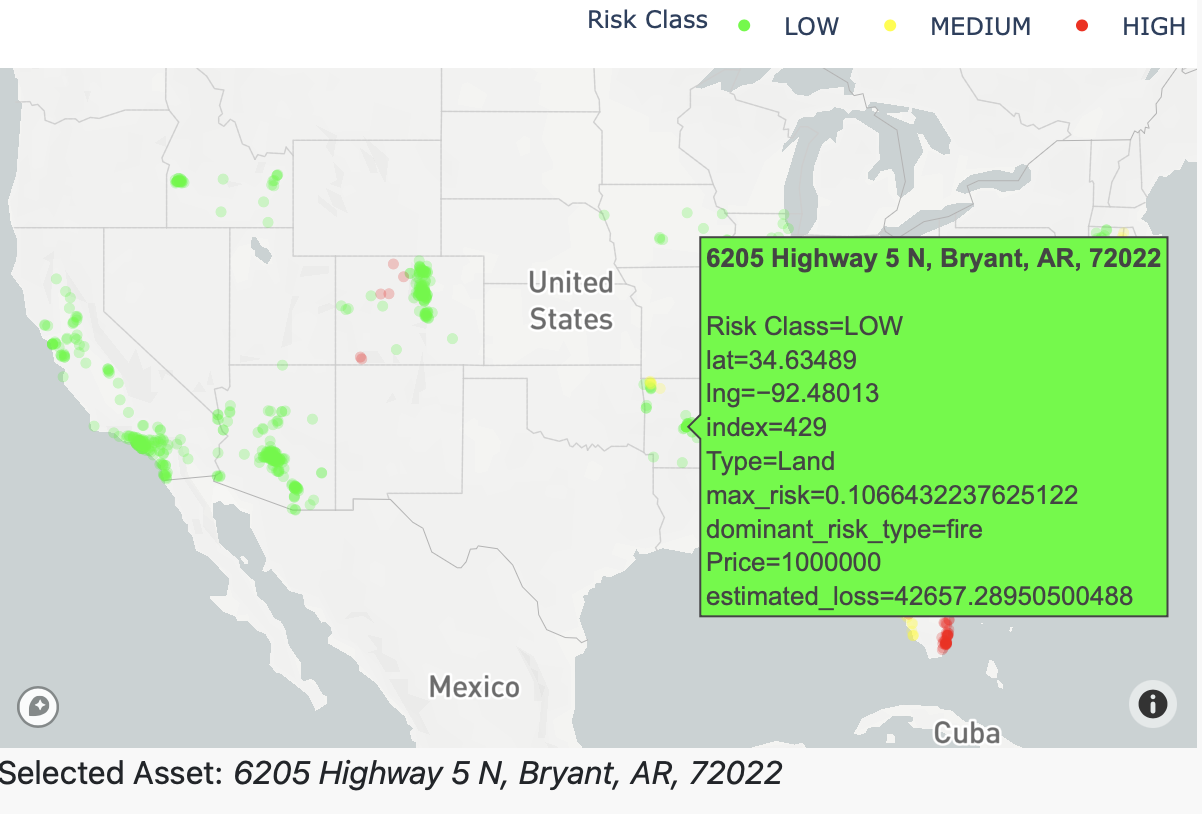 Risk Class LOW MEDIUM HIGH
United
States
6205 Highway 5 N, Bryant, AR, 72022
Risk Class=LOW
lat=34.63489
lng=−92.48013
index=429
Type=Land
max_risk=0.1066432237625122
dominant_risk_type=fire
Price=1000000
estimated_loss=42657.28950500488
Mexico
Cuba
Selected Asset: 6205 Highway 5 N, Bryant, AR, 72022